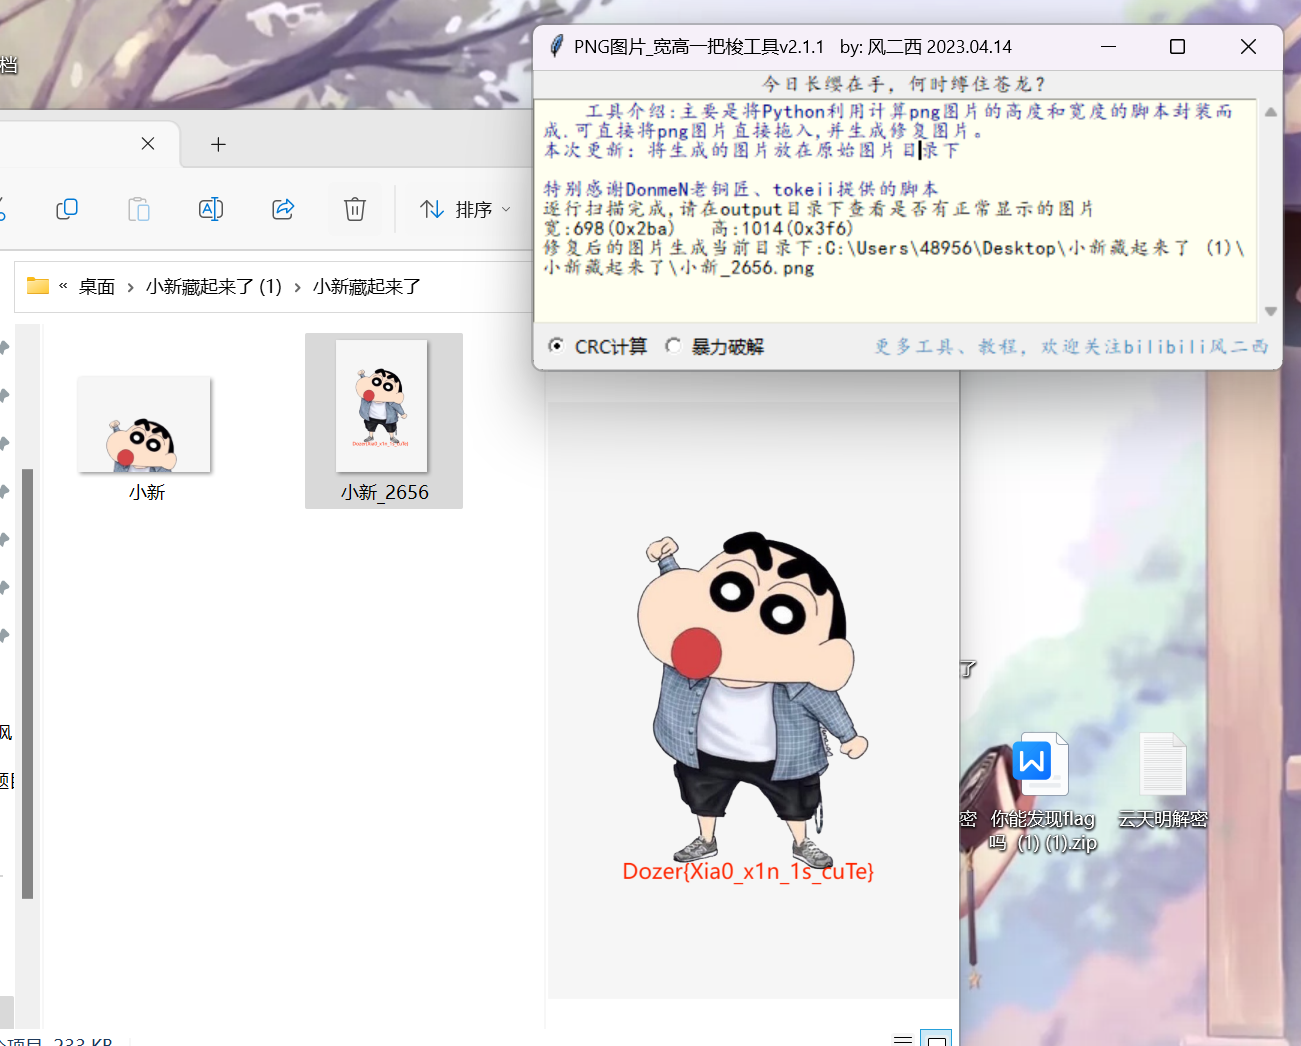 档
PNG图片_宽高一把梭工具v2.1.1 by: 风二西 2023.04.14
今日长缨在手，何时缚住苍龙?
工具介绍:主要是将Python利用计算png图片的高度和宽度的脚本封装而
成.可直接将png图片直接拖入,并生成修复图片。
本次更新：将生成的图片放在原始图片目录下
特别感谢DonmeN老铜匠、tokeii提供的脚本
逐行扫描完成,请在output目录下查看是否有正常显示的图片
宽:698(0x2ba) 高:1014(0x3f6)
修复后的图片生成当前目录下:C:\Users\48956\Desktop\小新藏起来了 (1)\
小新藏起来了\小新_2656.png
CRC计算 暴力破解 更多工具、教程，欢迎关注bilibili风二西
排序
« 桌面 › 小新藏起来了 (1) › 小新藏起来了
Dozer{Xia0_x1n_1s_cuTe}
小新
小新_2656
Dozer{Xia0_x1n_1s_cuTe}
了
风
密
你能发现flag
吗 (1) (1).zip
云天明解密
个项目 233 KB